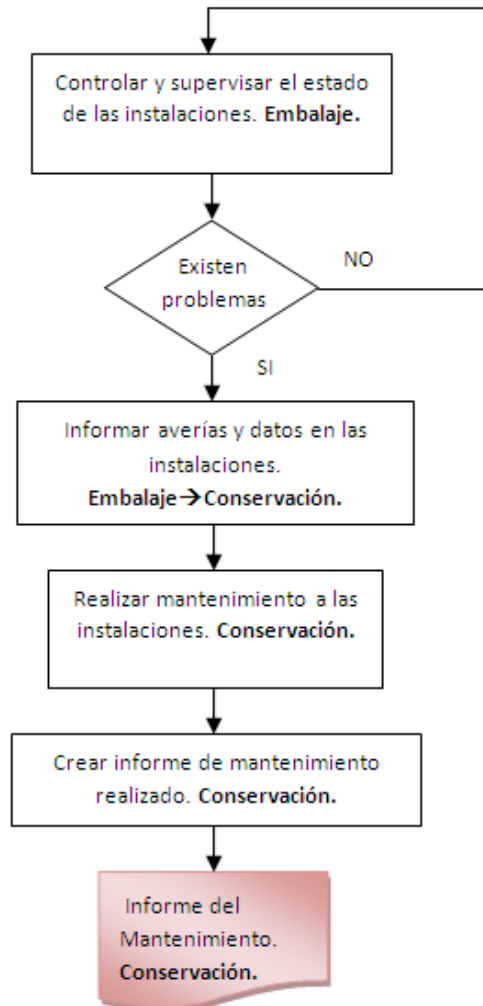 Controlar y supervisar el estado
de las instalaciones. Embalaje.
Existen
problemas
NO
SI
Informar averías y datos en las
instalaciones.
Embalaje→Conservación.
Realizar mantenimiento a las
instalaciones. Conservación.
Crear informe de mantenimiento
realizado. Conservación.
Informe del
Mantenimiento.
Conservación.